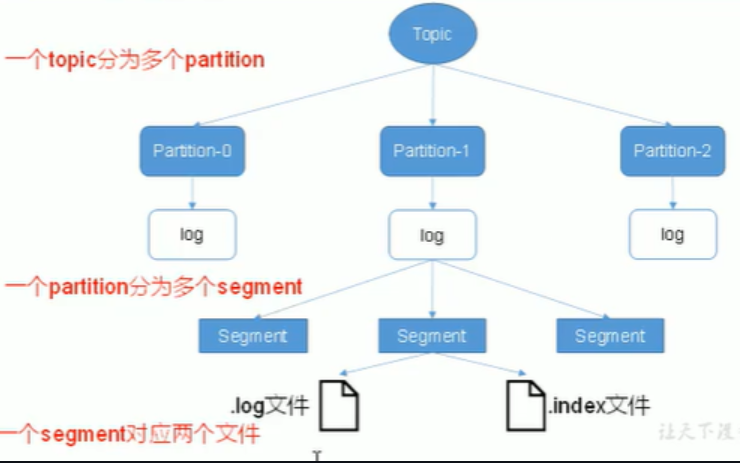 Topic
一个topic分为多个partition
Partition-0
Partition-1
Partition-2
log
log
log
一个partition分为多个segment
Segment
Segment
Segment
.log文件
.index文件
一个segment对应两个文件
让天下没